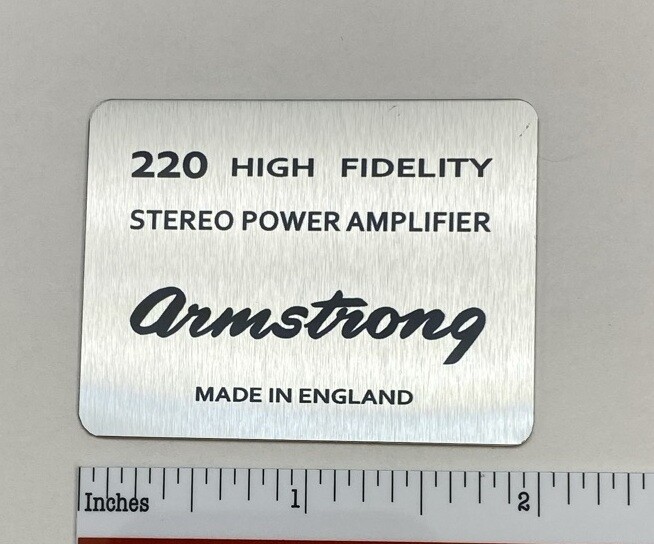 220 HIGH FIDELITY
STEREO POWER AMPLIFIER
Armstrong
MADE IN ENGLAND
Inches 1 2